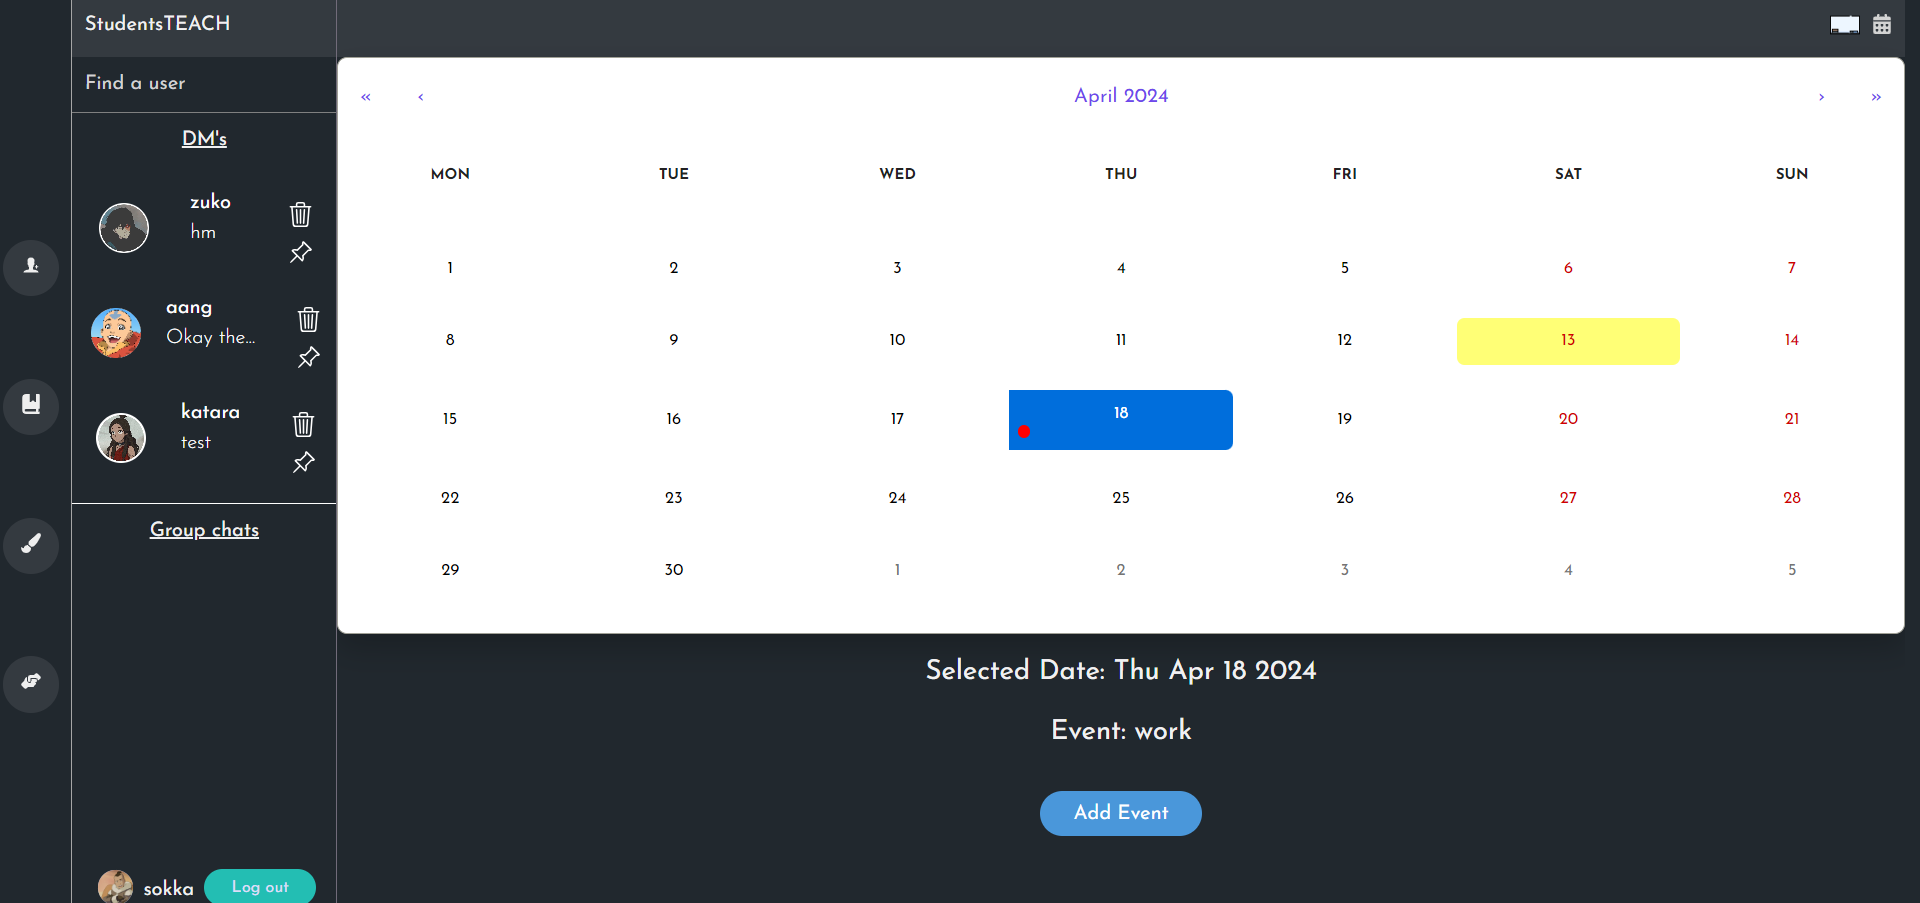 StudentsTEACH
Find a user
DM's
zuko
hm
aang
Okay the...
katara
test
Group chats
sokka
Log out
« ‹ April 2024 › »
MON TUE WED THU FRI SAT SUN
1 2 3 4 5 6 7
8 9 10 11 12 13 14
15 16 17 18 19 20 21
22 23 24 25 26 27 28
29 30 1 2 3 4 5
Selected Date: Thu Apr 18 2024
Event: work
Add Event